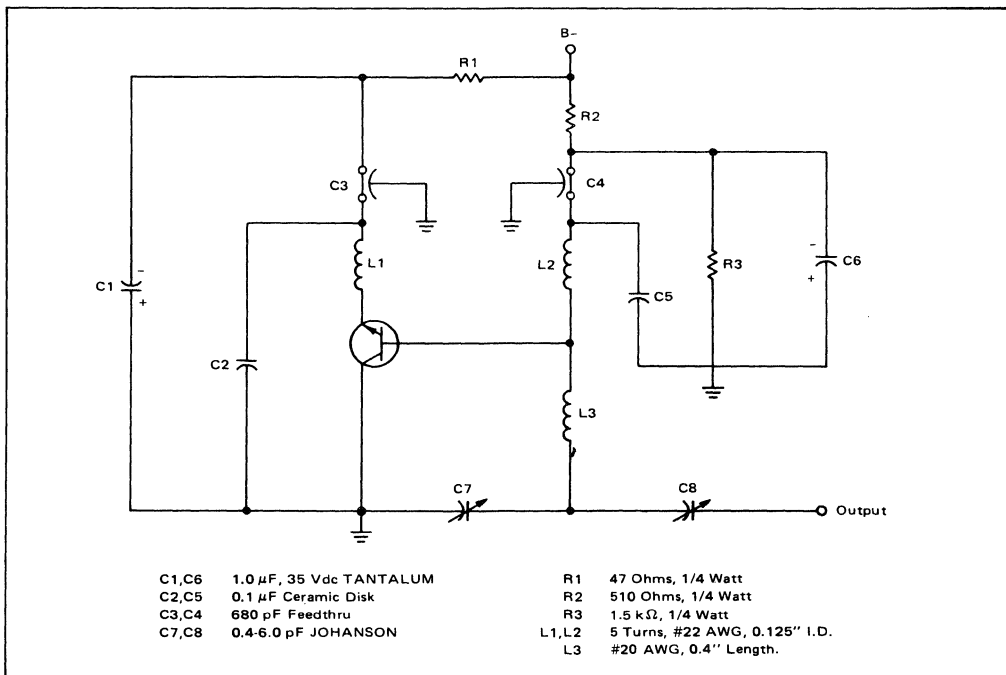 B-
R1
R2
C3
C4
L1
L2
C1
-
+
C2
C5
R3
-
+
C6
L3
C7
C8
Output
C1,C6 1.0 μF, 35 Vdc TANTALUM
C2,C5 0.1 μF Ceramic Disk
C3,C4 680 pF Feedthru
C7,C8 0.4-6.0 pF JOHANSON
R1 47 Ohms, 1/4 Watt
R2 510 Ohms, 1/4 Watt
R3 1.5 kΩ, 1/4 Watt
L1,L2 5 Turns, #22 AWG, 0.125'' I.D.
L3 #20 AWG, 0.4'' Length.